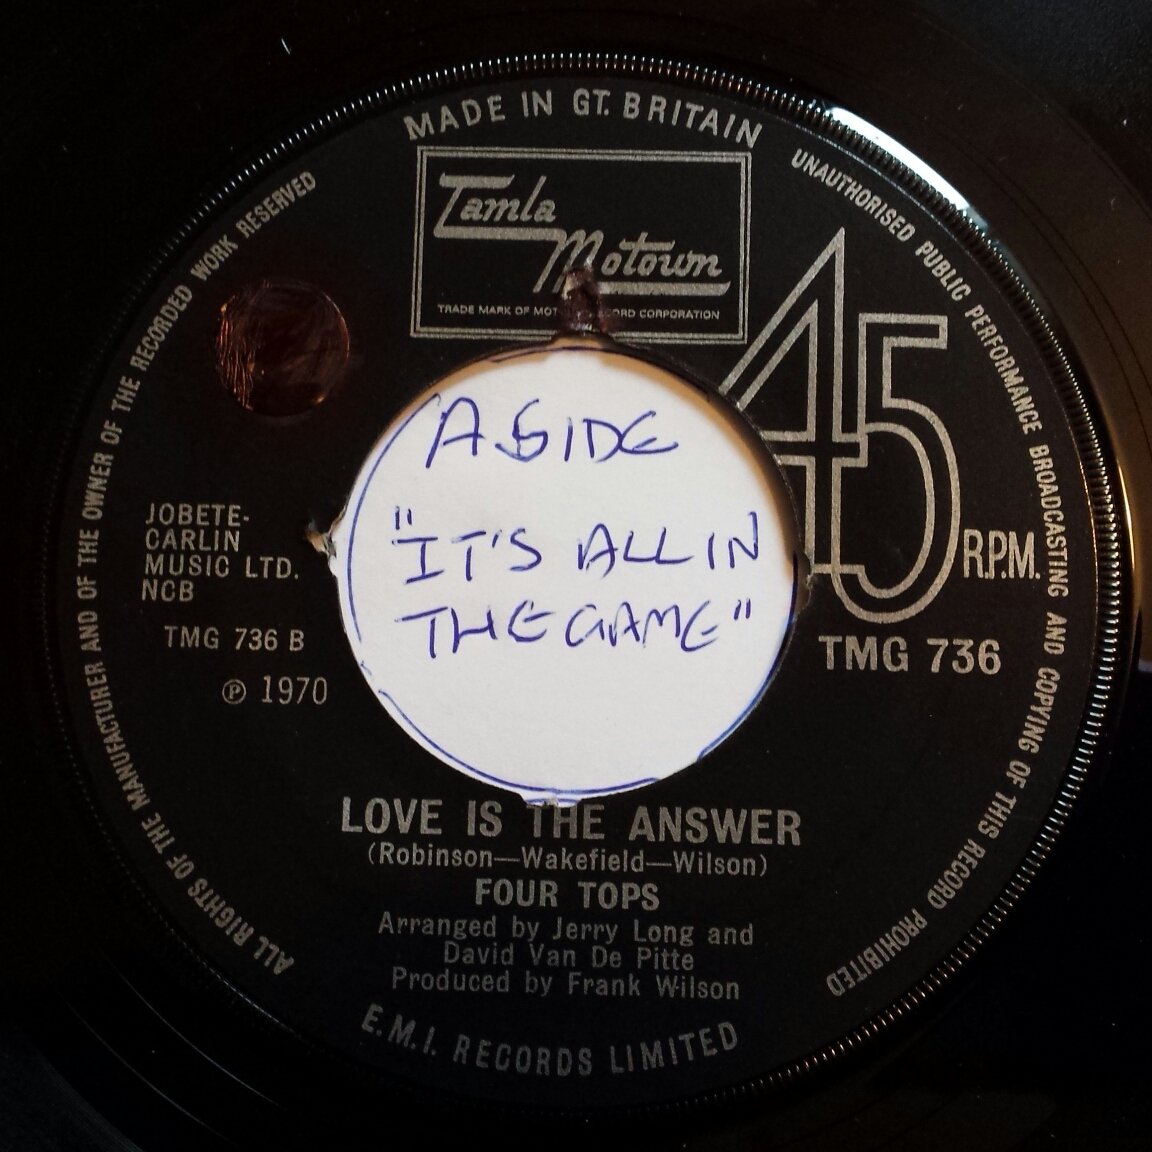 MADE IN GT. BRITAIN
UNAUTHORISED PUBLIC PERFORMANCE BROADCASTING AND COPYING OF THIS RECORD PROHIBITED
ALL RIGHTS OF THE MANUFACTURER AND OF THE OWNER OF THE RECORDED WORK RESERVED
Tamla
Motown
TRADE MARK OF CORPORATION
45
R.P.M.
TMG 736
A SIDE
"IT'S ALL IN
THE GAME"
JOBETE-
CARLIN
MUSIC LTD.
NCB
TMG 736 B
℗ 1970
LOVE IS THE ANSWER
(Robinson—Wakefield—Wilson)
FOUR TOPS
Arranged by Jerry Long and
David Van De Pitte
Produced by Frank Wilson
E.M.I. RECORDS LIMITED